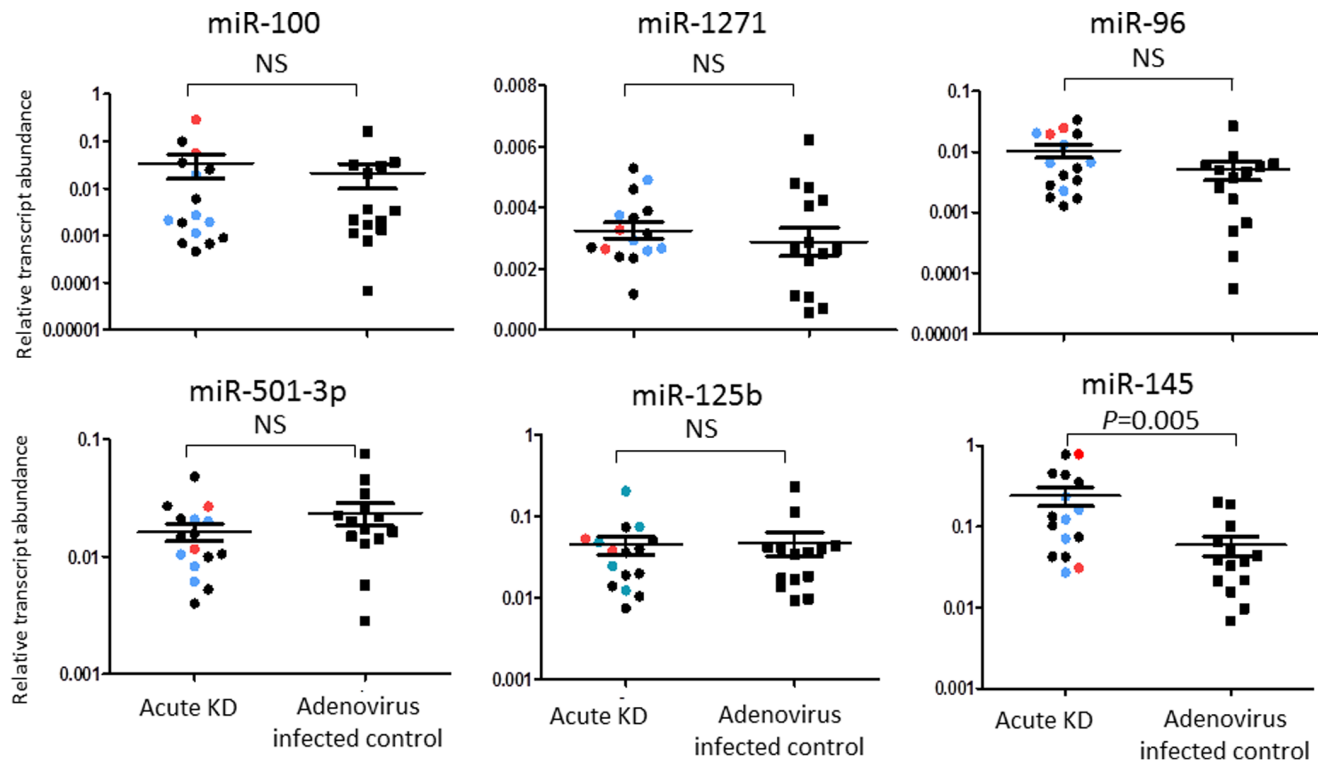 miR-100
miR-1271
miR-96
NS
NS
NS
Relative transcript abundance
1
0.1
0.01
0.001
0.0001
0.00001
0.008
0.006
0.004
0.002
0.000
0.1
0.01
0.001
0.0001
0.00001
miR-501-3p
miR-125b
miR-145
NS
NS
P=0.005
Relative transcript abundance
0.1
0.01
0.001
1
0.1
0.01
0.001
1
0.1
0.01
0.001
Acute KD
Adenovirus
infected control
Acute KD
Adenovirus
infected control
Acute KD
Adenovirus
infected control